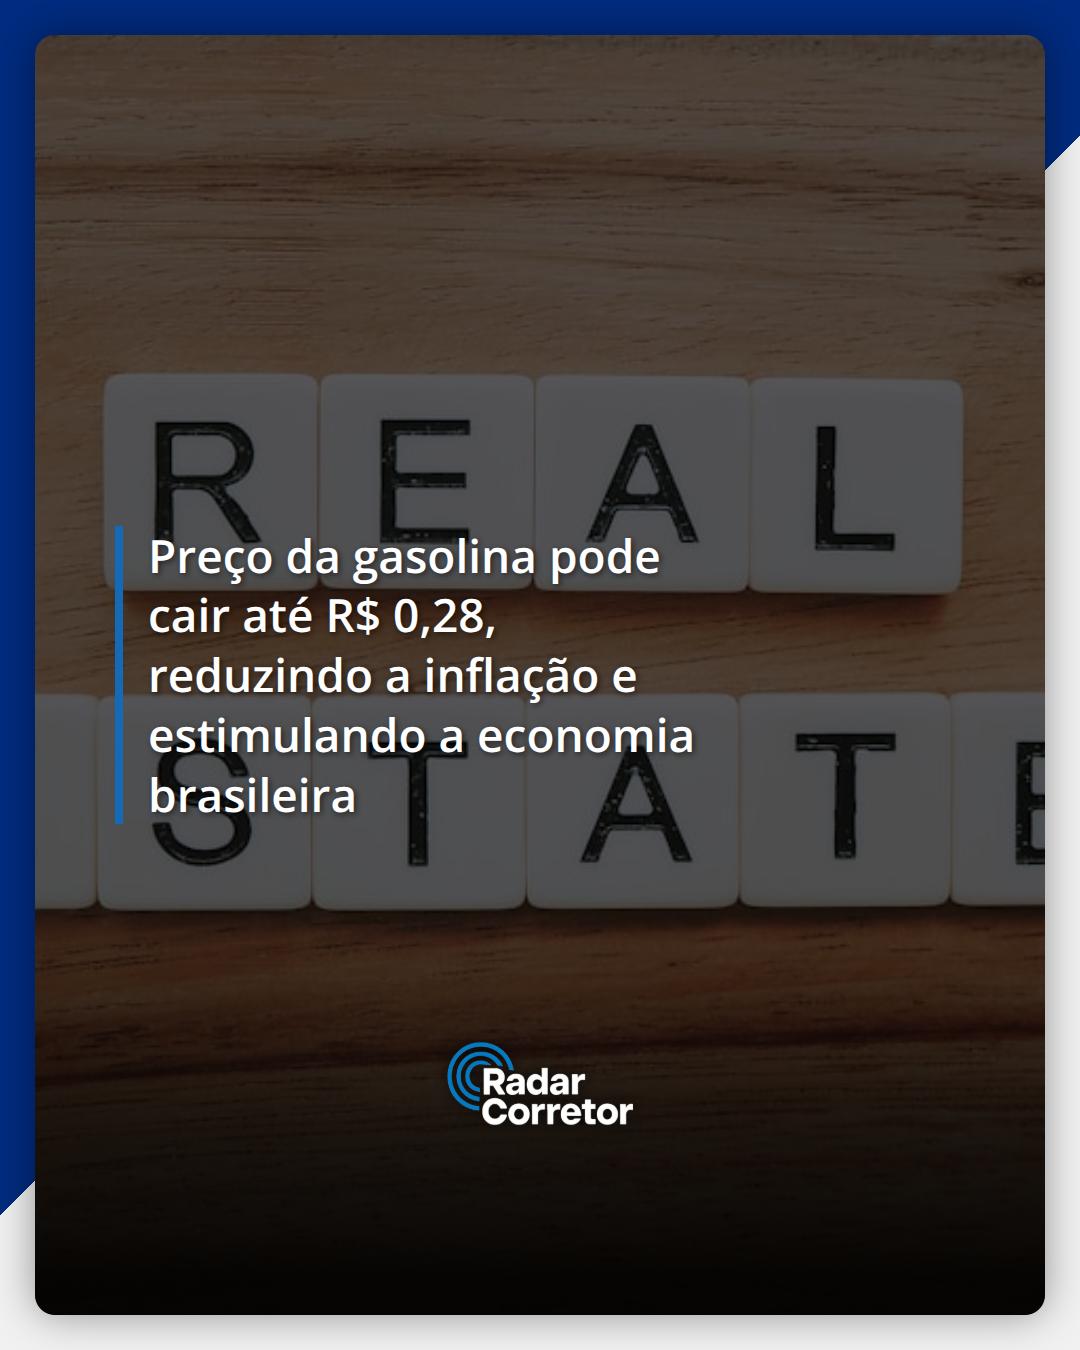 REAL
Preço da gasolina pode
cair até R$ 0,28,
reduzindo a inflação e
estimulando a economia
brasileira
STATE
Radar
Corretor